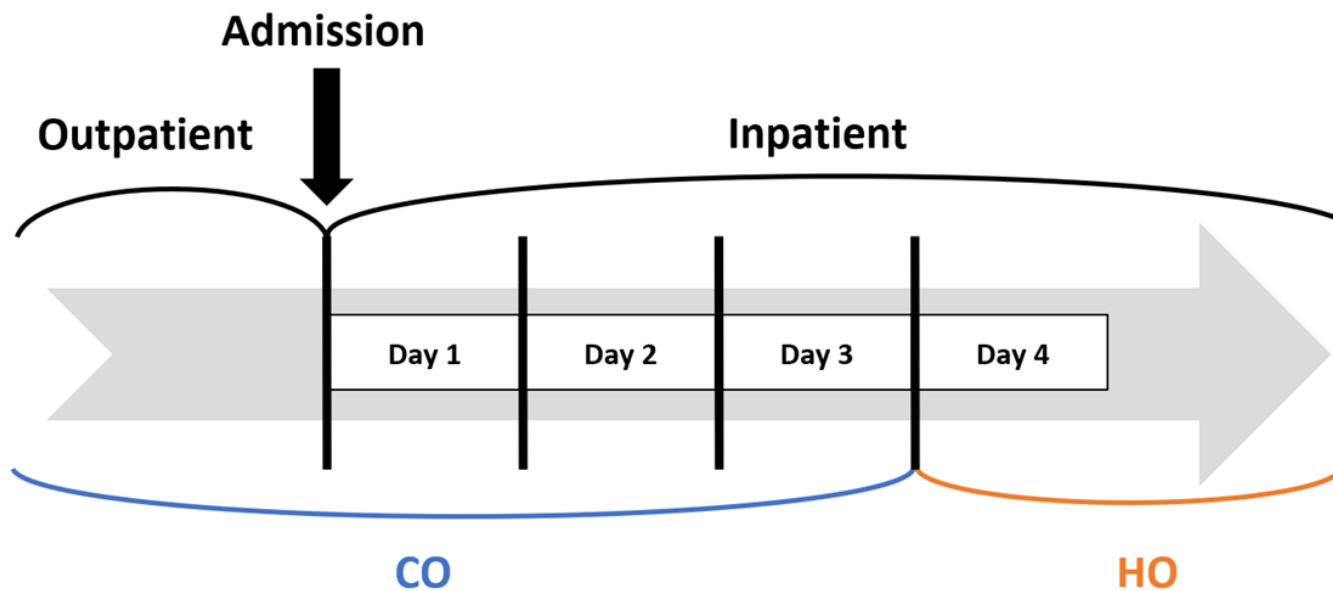 Admission
Outpatient
Inpatient
Day 1
Day 2
Day 3
Day 4
CO
HO